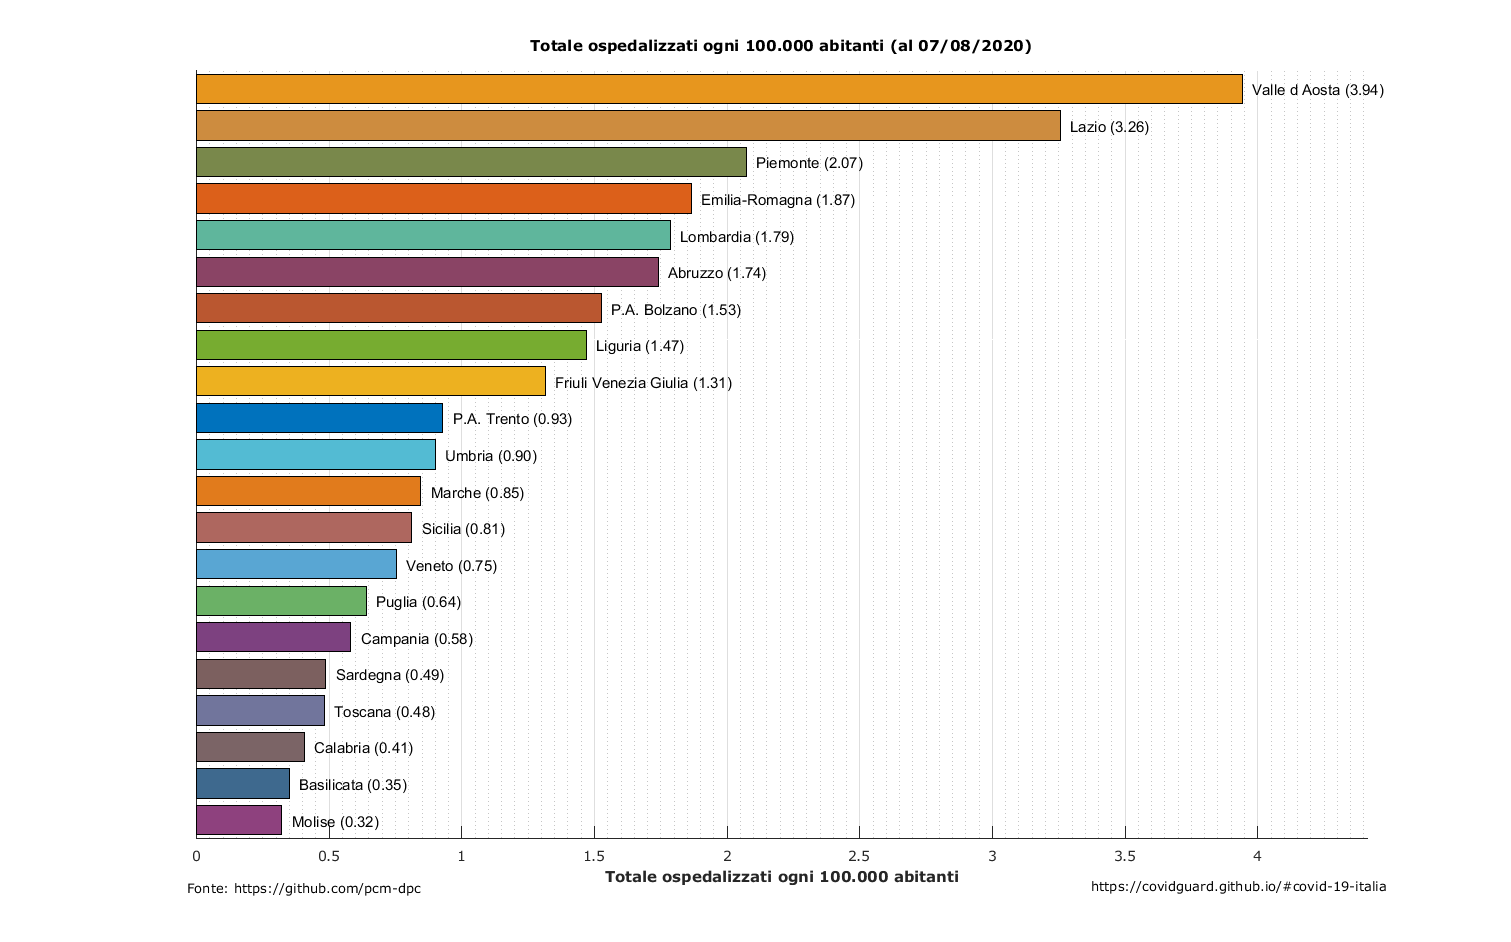 Totale ospedalizzati ogni 100.000 abitanti (al 07/08/2020)
Valle d Aosta (3.94)
Lazio (3.26)
Piemonte (2.07)
Emilia-Romagna (1.87)
Lombardia (1.79)
Abruzzo (1.74)
P.A. Bolzano (1.53)
Liguria (1.47)
Friuli Venezia Giulia (1.31)
P.A. Trento (0.93)
Umbria (0.90)
Marche (0.85)
Sicilia (0.81)
Veneto (0.75)
Puglia (0.64)
Campania (0.58)
Sardegna (0.49)
Toscana (0.48)
Calabria (0.41)
Basilicata (0.35)
Molise (0.32)
0 0.5 1 1.5 2 2.5 3 3.5 4
Totale ospedalizzati ogni 100.000 abitanti
Fonte: https://github.com/pcm-dpc
https://covidguard.github.io/#covid-19-italia